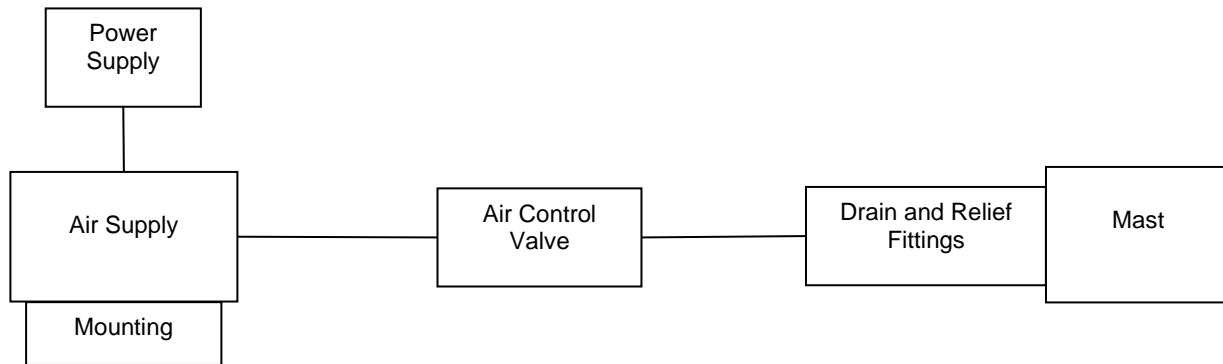 Power
Supply
Air Supply
Mounting
Air Control
Valve
Drain and Relief
Fittings
Mast